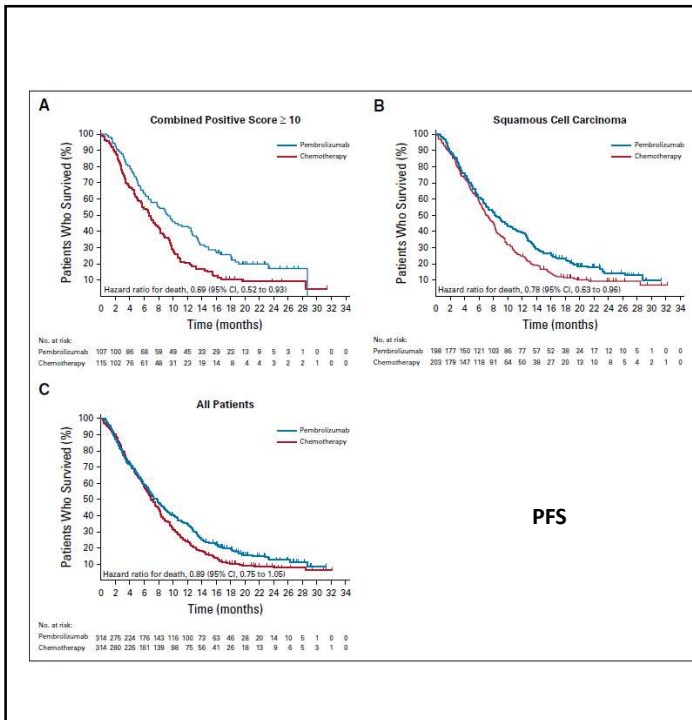 A
Combined Positive Score ≥ 10
Patients Who Survived (%)
100
90
80
70
60
50
40
30
20
10
Pembrolizumab
Chemotherapy
Hazard ratio for death, 0.69 (95% CI, 0.52 to 0.93)
0 2 4 6 8 10 12 14 16 18 20 22 24 26 28 30 32 34
Time (months)
No. at risk:
Pembrolizumab 107 100 86 68 59 49 45 33 29 23 13 9 5 3 1 0 0 0
Chemotherapy 115 102 76 61 48 31 23 19 14 8 4 4 3 2 2 1 0 0
B
Squamous Cell Carcinoma
Patients Who Survived (%)
100
90
80
70
60
50
40
30
20
10
Pembrolizumab
Chemotherapy
Hazard ratio for death, 0.78 (95% CI, 0.63 to 0.96)
0 2 4 6 8 10 12 14 16 18 20 22 24 26 28 30 32 34
Time (months)
No. at risk:
Pembrolizumab 198 177 150 121 103 86 77 57 52 38 24 17 12 10 5 1 0 0
Chemotherapy 203 179 147 118 91 64 50 38 27 20 13 10 8 5 4 2 1 0
C
All Patients
Patients Who Survived (%)
100
90
80
70
60
50
40
30
20
10
Pembrolizumab
Chemotherapy
Hazard ratio for death, 0.89 (95% CI, 0.75 to 1.05)
0 2 4 6 8 10 12 14 16 18 20 22 24 26 28 30 32 34
Time (months)
No. at risk:
Pembrolizumab 314 275 224 176 143 116 100 73 63 46 28 20 14 10 5 1 0 0
Chemotherapy 314 280 226 181 139 98 75 56 41 26 18 13 9 6 5 3 1 0
PFS